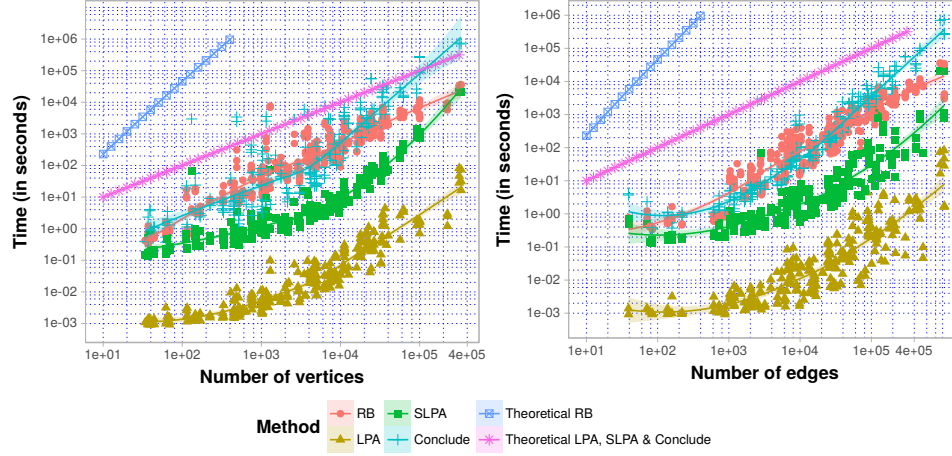 Time (in seconds)
1e+06
1e+05
1e+04
1e+03
1e+02
1e+01
1e+00
1e-01
1e-02
1e-03
1e+01 1e+02 1e+03 1e+04 1e+05 4e+05
Number of vertices
Time (in seconds)
1e+06
1e+05
1e+04
1e+03
1e+02
1e+01
1e+00
1e-01
1e-02
1e-03
1e+01 1e+02 1e+03 1e+04 1e+05 4e+05
Number of edges
Method
RB SLPA Theoretical RB
LPA Conclude Theoretical LPA, SLPA & Conclude